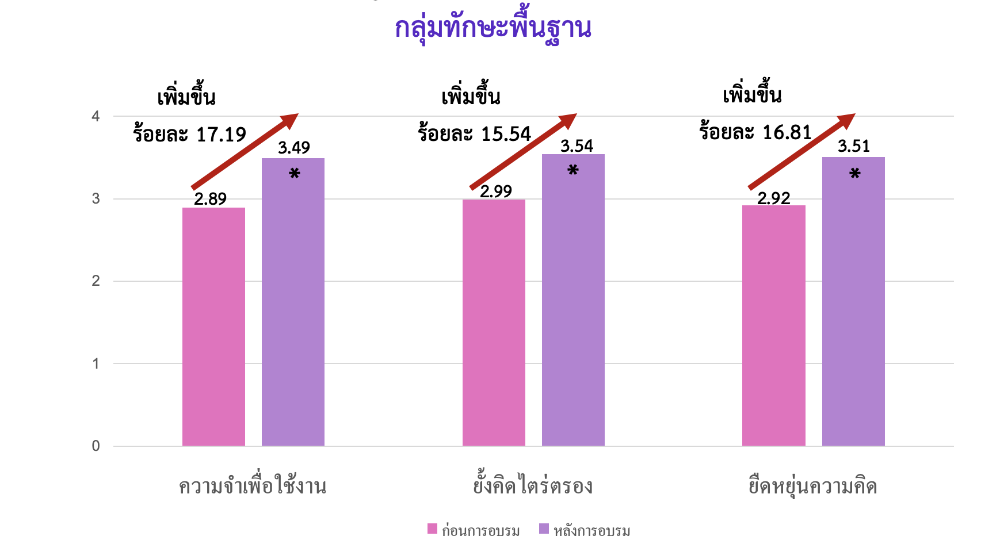 กลุ่มทักษะพื้นฐาน
เพิ่มขึ้น
ร้อยละ 17.19
เพิ่มขึ้น
ร้อยละ 15.54
เพิ่มขึ้น
ร้อยละ 16.81
4
3
2
1
0
2.89
3.49
*
2.99
3.54
*
2.92
3.51
*
ความจำเพื่อใช้งาน
ยั้งคิดไตร่ตรอง
ยืดหยุ่นความคิด
ก่อนการอบรม
หลังการอบรม